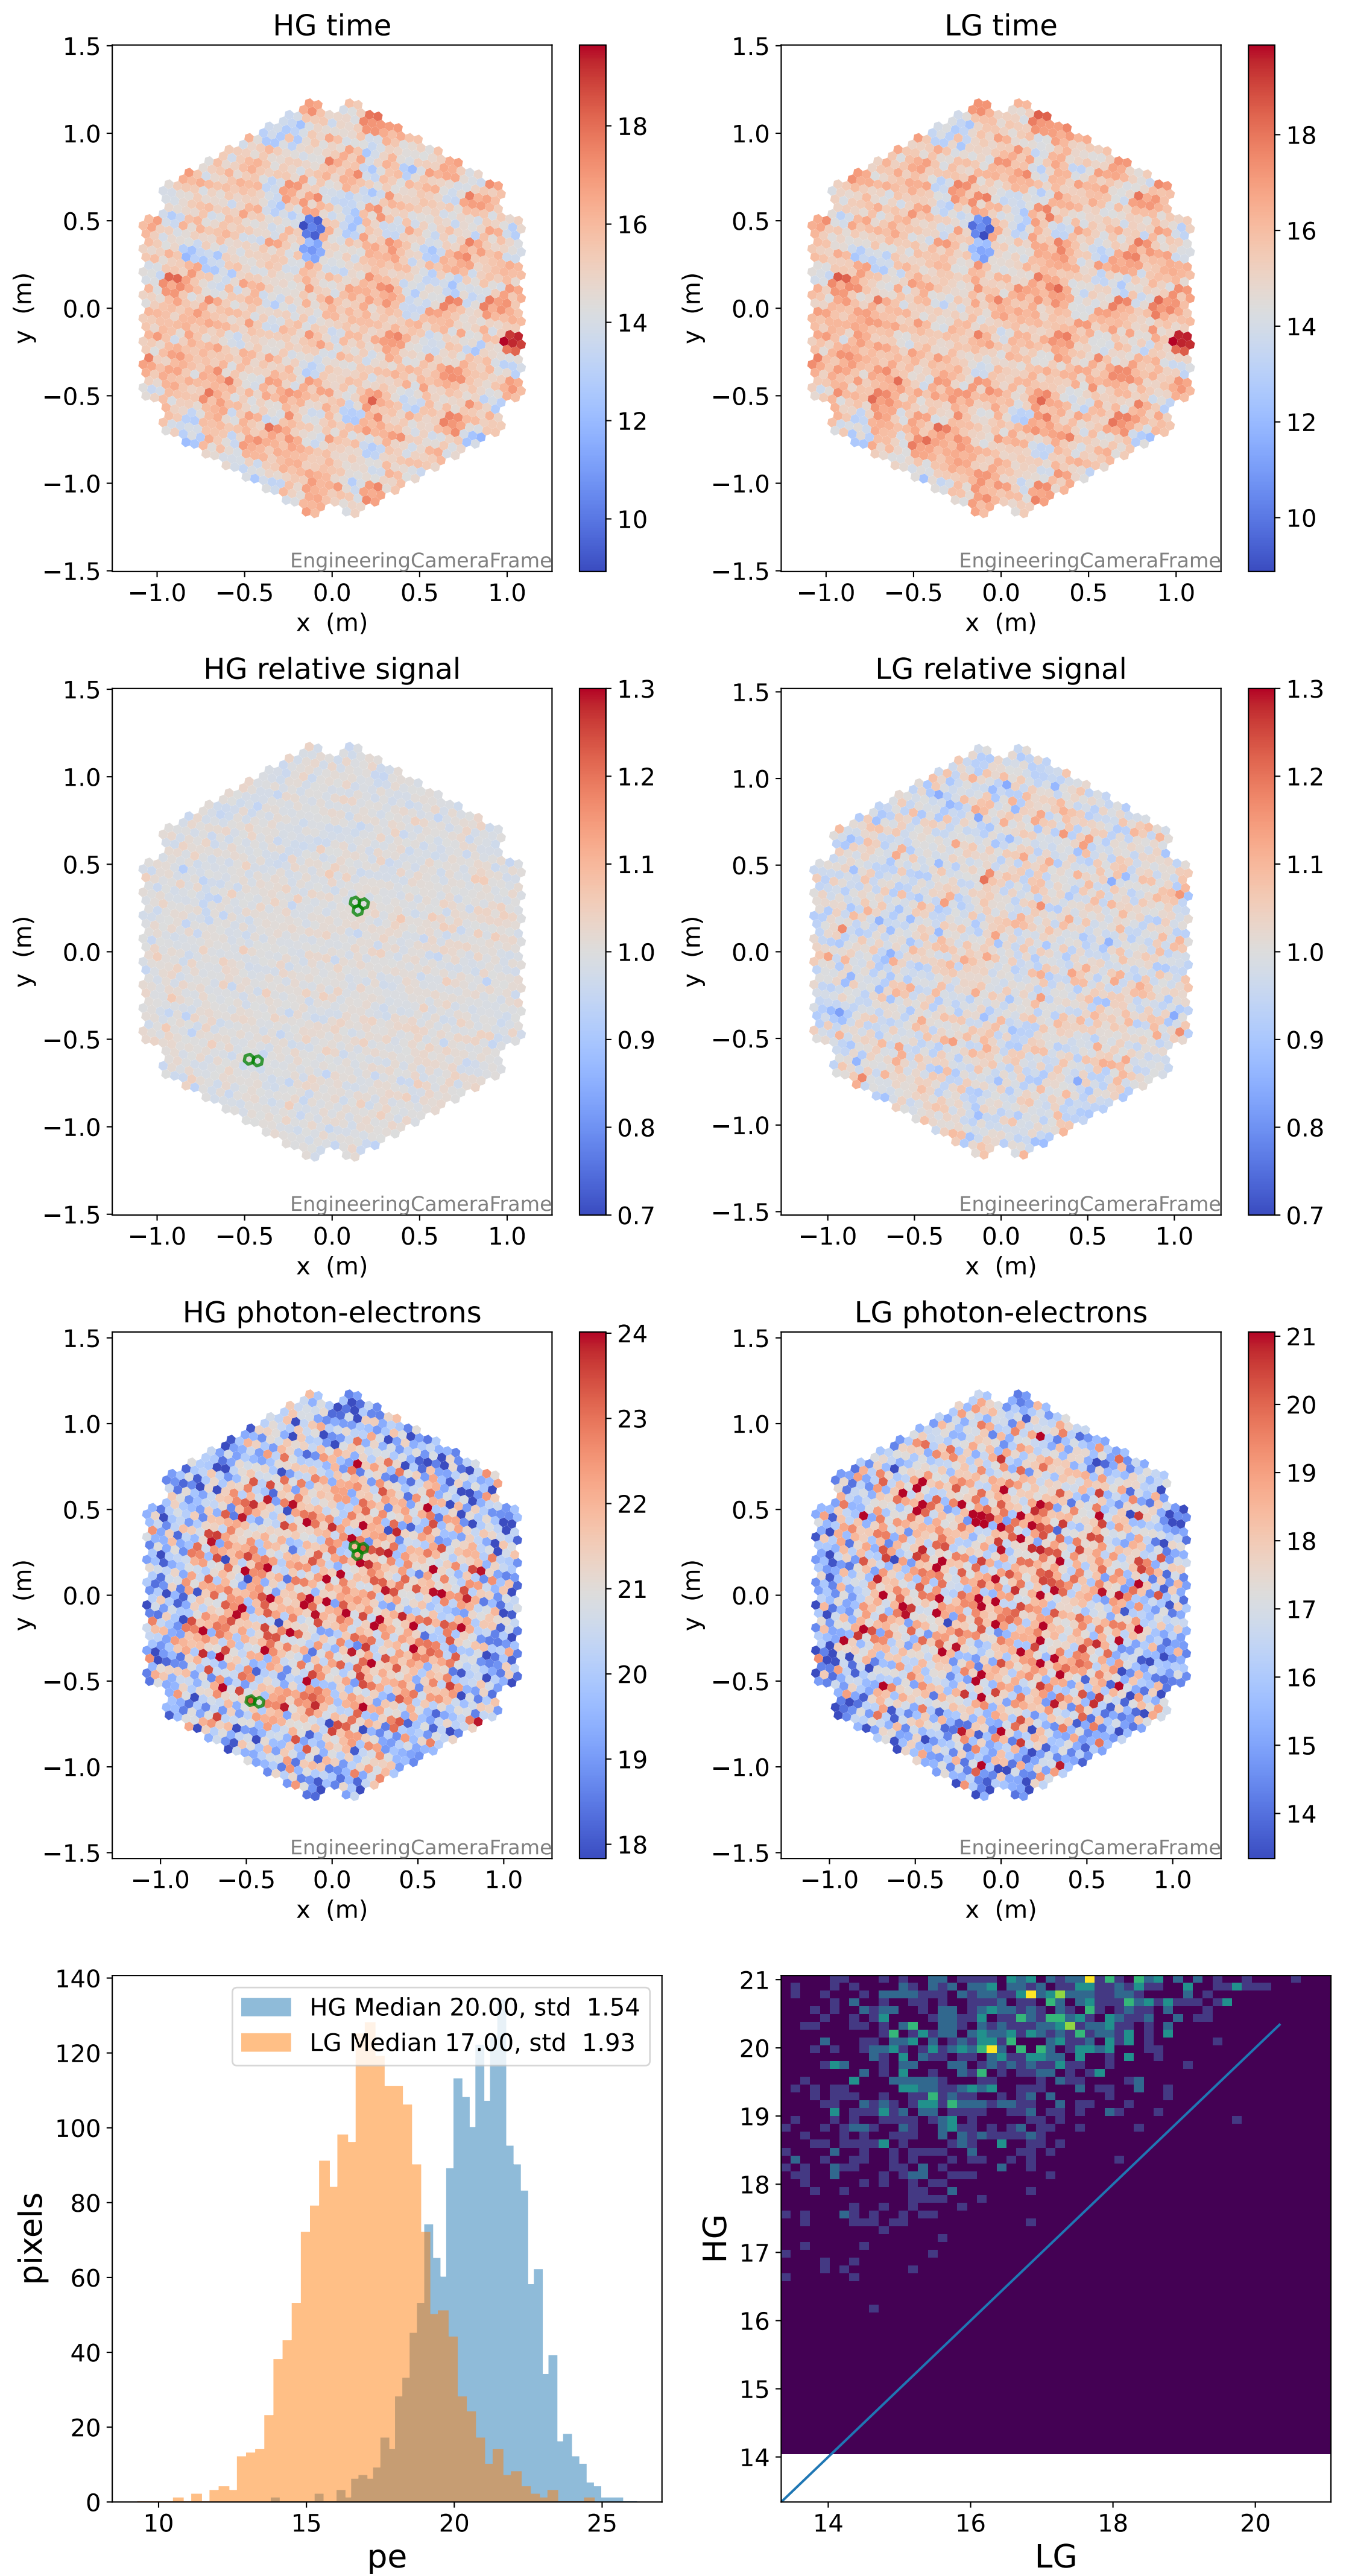 HG time
1.5
1.0
0.5
0.0
−0.5
−1.0
−1.5
y (m)
−1.0 −0.5 0.0 0.5 1.0
x (m)
EngineeringCameraFrame
18
16
14
12
10
LG time
1.5
1.0
0.5
0.0
−0.5
−1.0
−1.5
y (m)
−1.0 −0.5 0.0 0.5 1.0
x (m)
EngineeringCameraFrame
18
16
14
12
10
HG relative signal
1.5
1.0
0.5
0.0
−0.5
−1.0
−1.5
y (m)
−1.0 −0.5 0.0 0.5 1.0
x (m)
EngineeringCameraFrame
1.3
1.2
1.1
1.0
0.9
0.8
0.7
LG relative signal
1.5
1.0
0.5
0.0
−0.5
−1.0
−1.5
y (m)
−1.0 −0.5 0.0 0.5 1.0
x (m)
EngineeringCameraFrame
1.3
1.2
1.1
1.0
0.9
0.8
0.7
HG photon-electrons
1.5
1.0
0.5
0.0
−0.5
−1.0
−1.5
y (m)
−1.0 −0.5 0.0 0.5 1.0
x (m)
EngineeringCameraFrame
24
23
22
21
20
19
18
LG photon-electrons
1.5
1.0
0.5
0.0
−0.5
−1.0
−1.5
y (m)
−1.0 −0.5 0.0 0.5 1.0
x (m)
EngineeringCameraFrame
21
20
19
18
17
16
15
14
HG Median 20.00, std 1.54
LG Median 17.00, std 1.93
140
120
100
80
60
40
20
0
pixels
10 15 20 25
pe
21
20
19
18
17
16
15
14
HG
14 16 18 20
LG